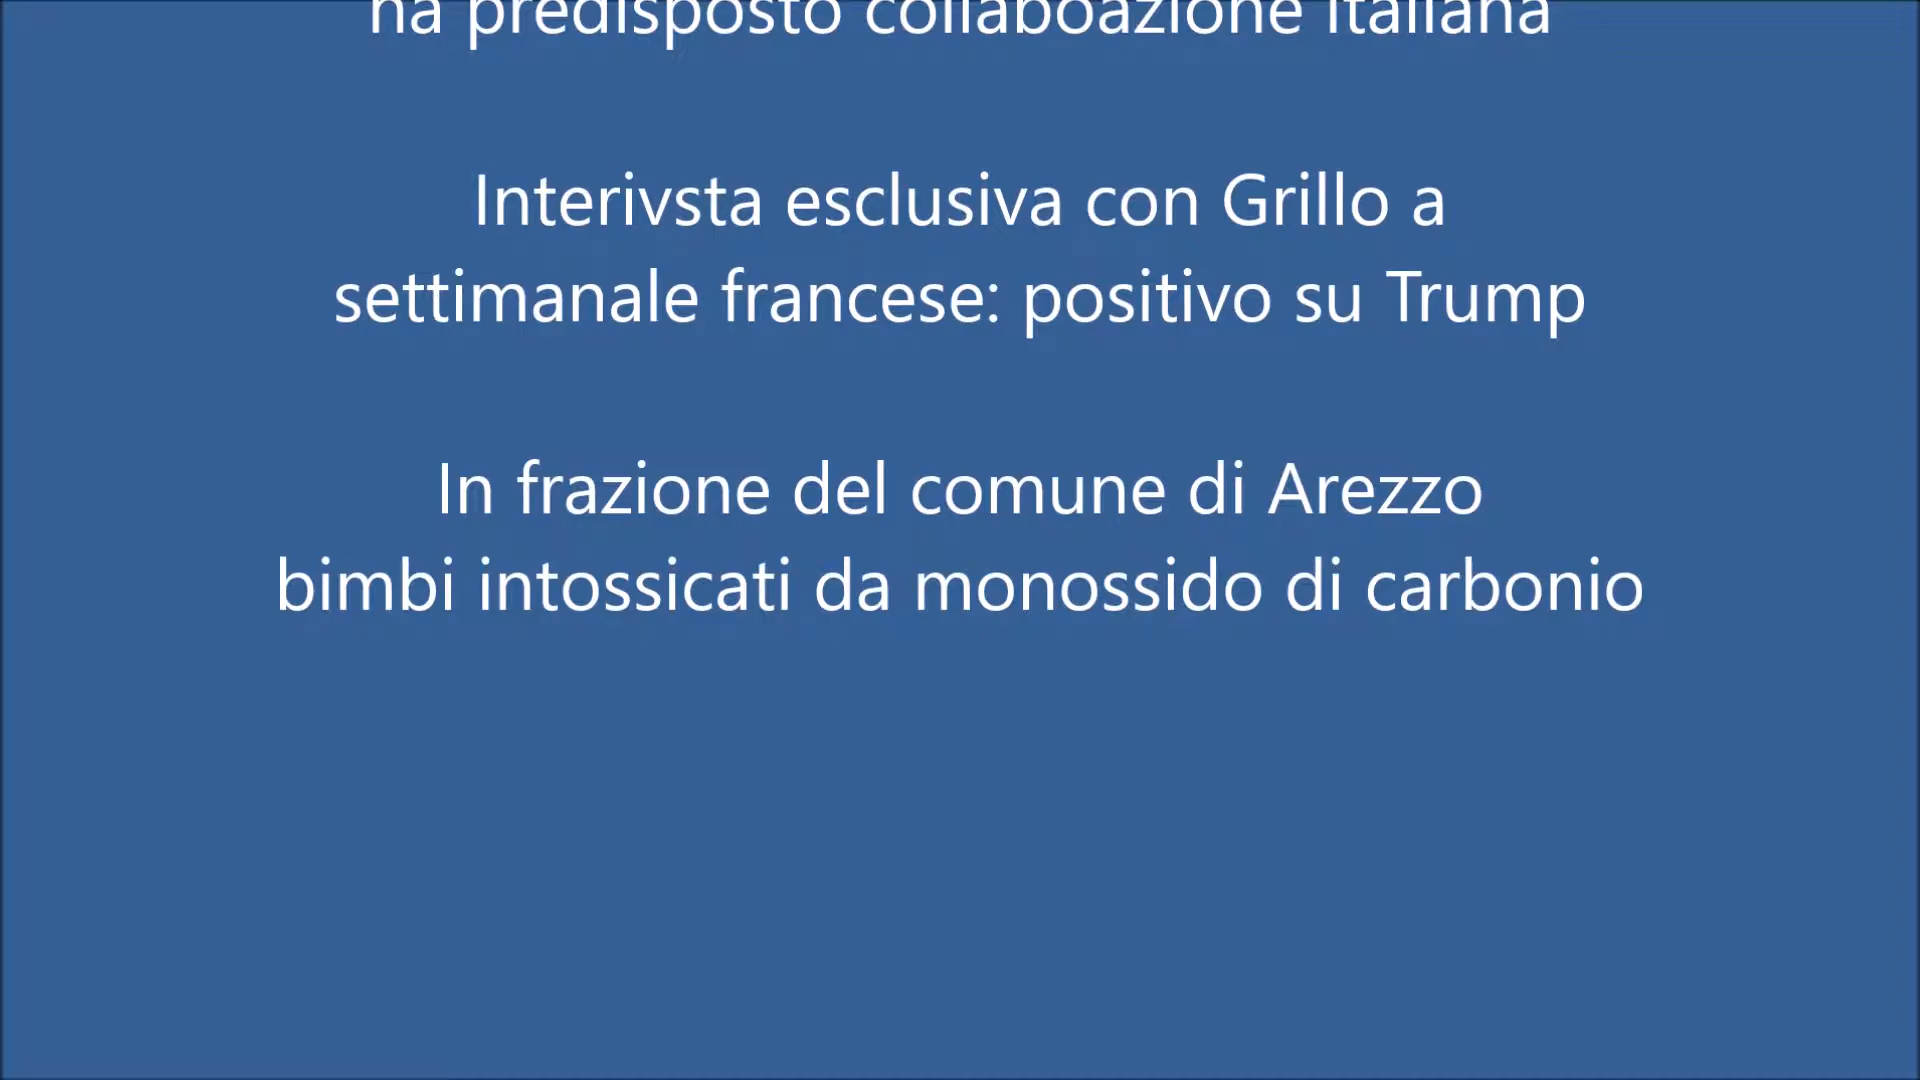 ha predisposto collaboazione italiana
Interivsta esclusiva con Grillo a
settimanale francese: positivo su Trump
In frazione del comune di Arezzo
bimbi intossicati da monossido di carbonio